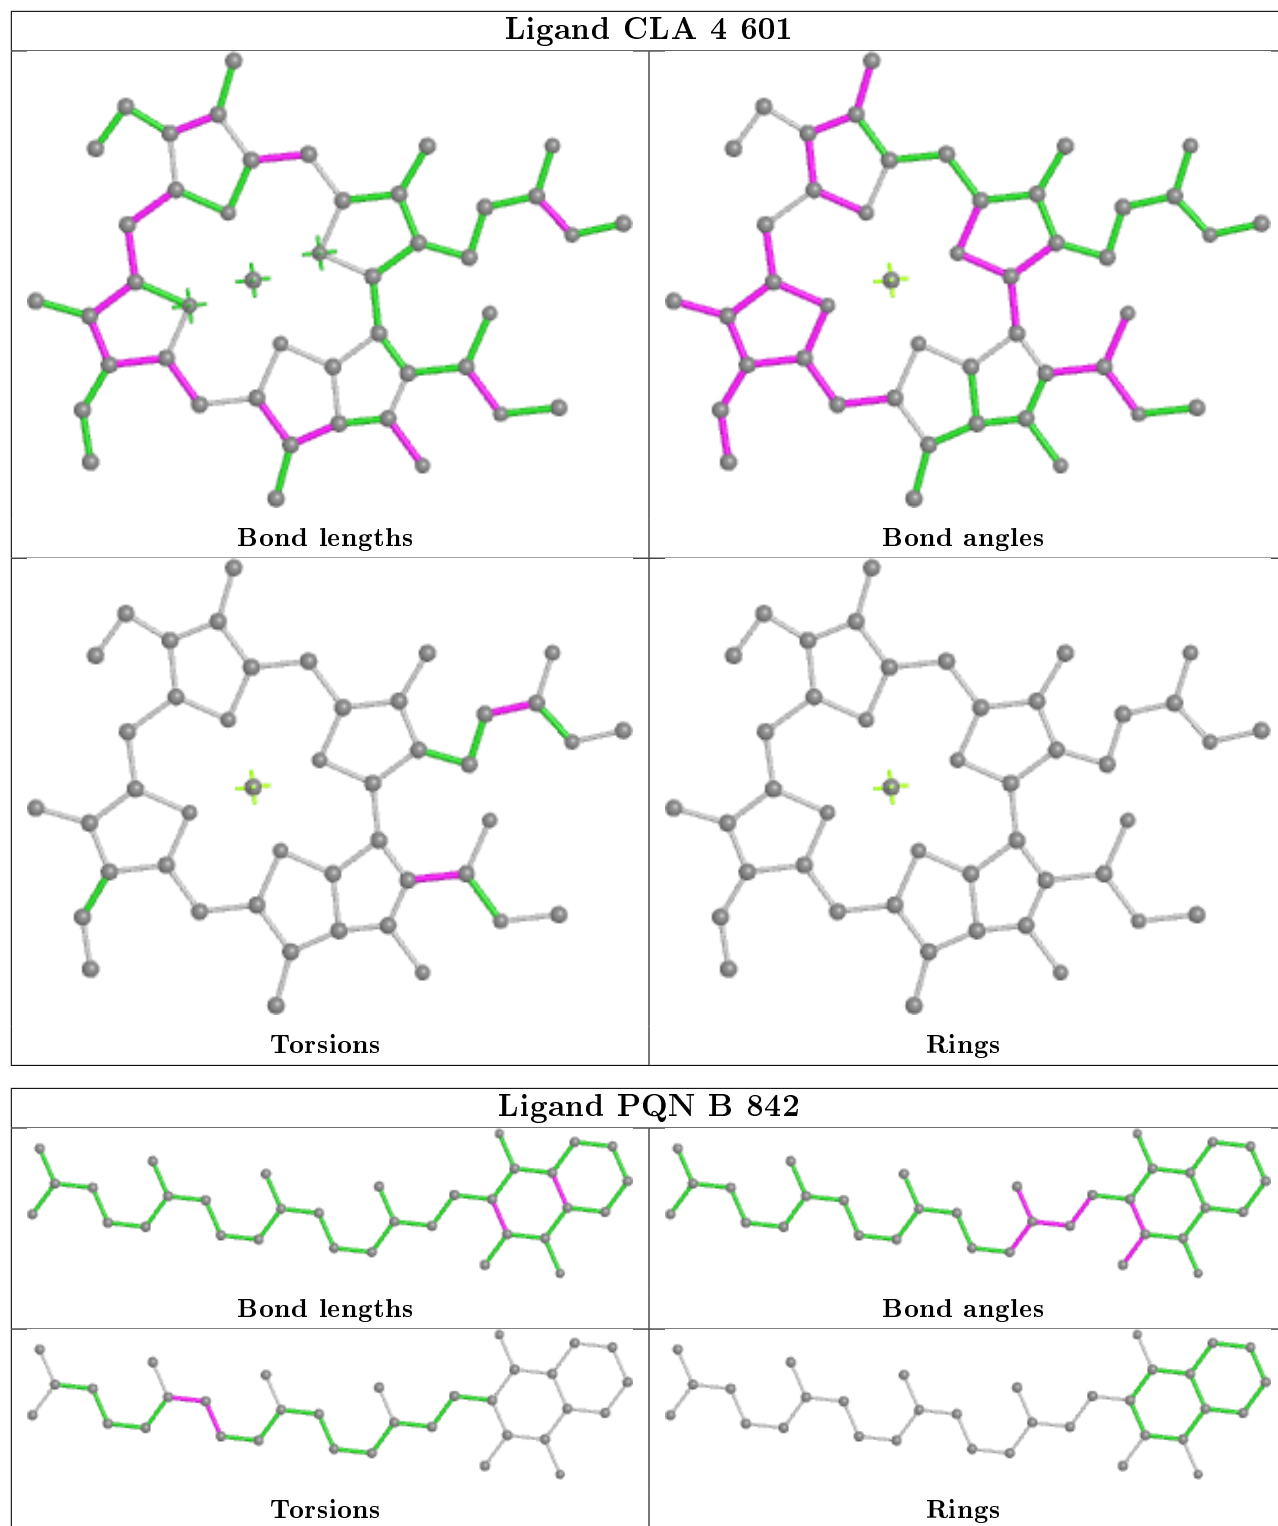 Ligand CLA 4 601
Bond lengths
Bond angles
Torsions
Rings
Ligand PQN B 842
Bond lengths
Bond angles
Torsions
Rings